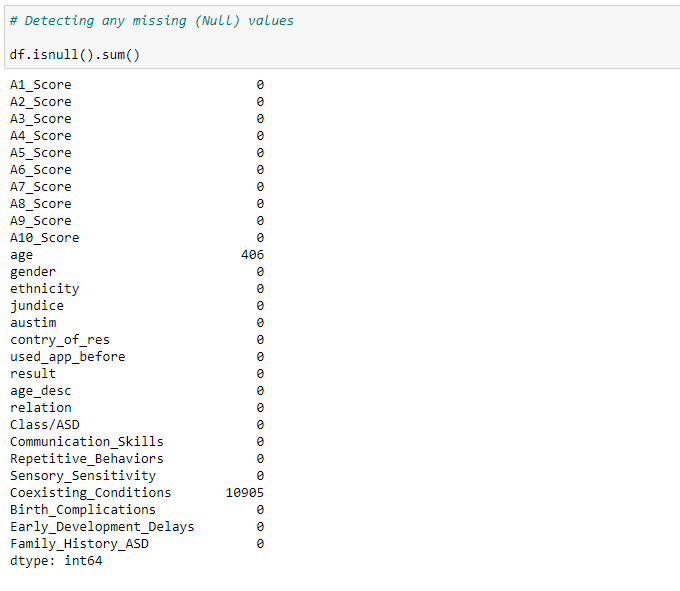 # Detecting any missing (Null) values
df.isnull().sum()
A1_Score 0
A2_Score 0
A3_Score 0
A4_Score 0
A5_Score 0
A6_Score 0
A7_Score 0
A8_Score 0
A9_Score 0
A10_Score 0
age 406
gender 0
ethnicity 0
jundice 0
austim 0
contry_of_res 0
used_app_before 0
result 0
age_desc 0
relation 0
Class/ASD 0
Communication_Skills 0
Repetitive_Behaviors 0
Sensory_Sensitivity 0
Coexisting_Conditions 10905
Birth_Complications 0
Early_Development_Delays 0
Family_History_ASD 0
dtype: int64